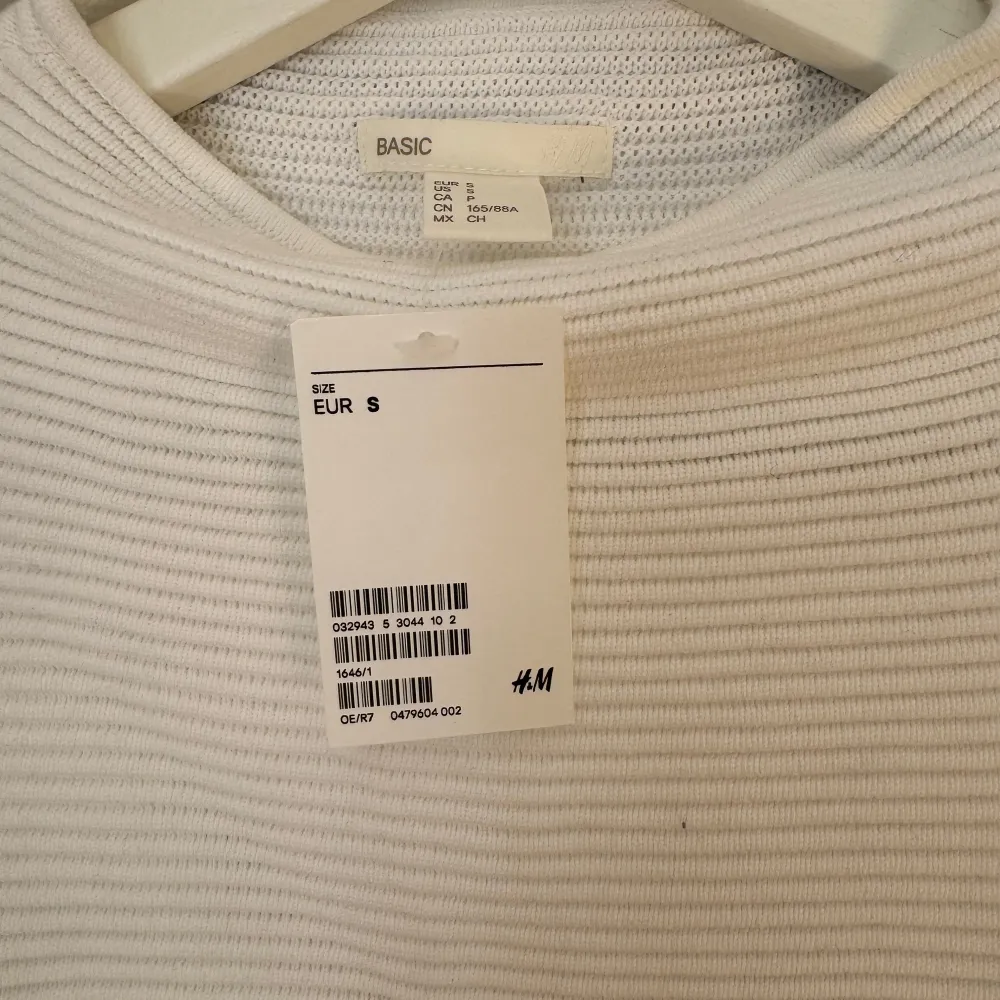 BASIC
H&M
EUR S
US S
CA P
CN 165/88A
MX CH
SIZE
EUR S
032943 5 3044 10 2
1646/1
H&M
OE/R7 0479604 002